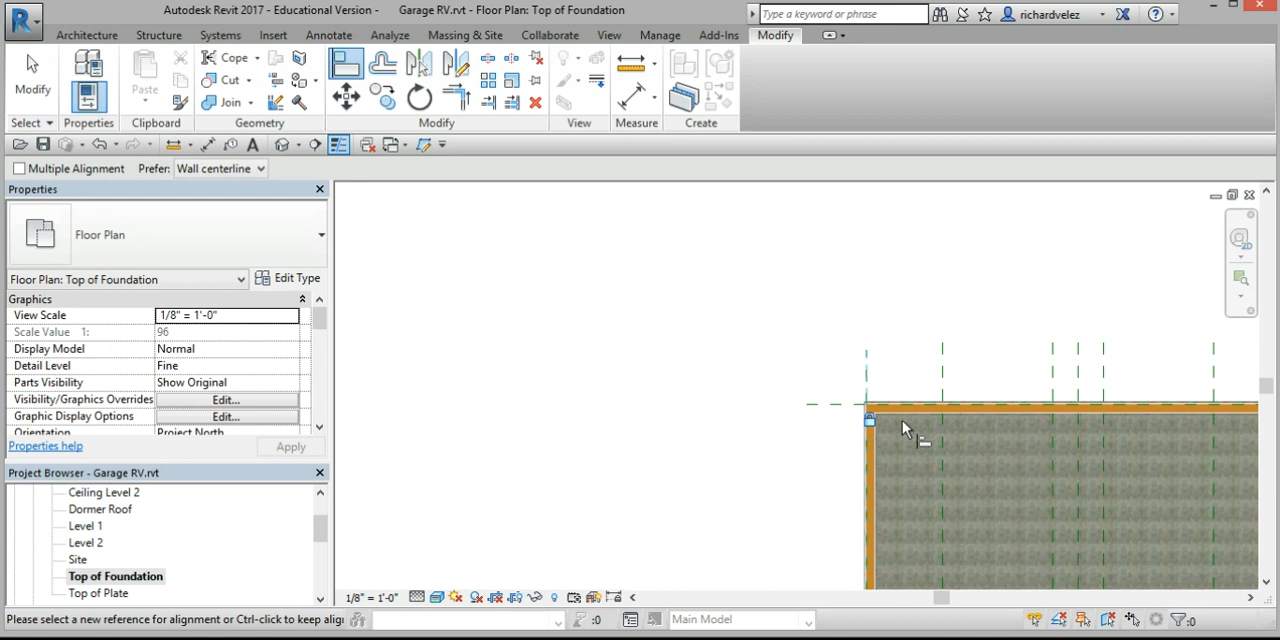 Autodesk Revit 2017 - Educational Version - Garage RV.rvt - Floor Plan: Top of Foundation
Type a keyword or phrase
richardvelez
Architecture Structure Systems Insert Annotate Analyze Massing & Site Collaborate View Manage Add-Ins Modify
Modify
Paste
Cope
Cut
Join
Select Properties Clipboard Geometry Modify View Measure Create
Multiple Alignment Prefer: Wall centerline
Properties
Floor Plan
Floor Plan: Top of Foundation Edit Type
Graphics
View Scale 1/8" = 1'-0"
Scale Value 1: 96
Display Model Normal
Detail Level Fine
Parts Visibility Show Original
Visibility/Graphics Overrides Edit...
Graphic Display Options Edit...
Orientation Project North
Properties help Apply
Project Browser - Garage RV.rvt
Ceiling Level 2
Dormer Roof
Level 1
Level 2
Site
Top of Foundation
Top of Plate
1/8" = 1'-0"
Please select a new reference for alignment or Ctrl-click to keep alig
:0
Main Model
:0